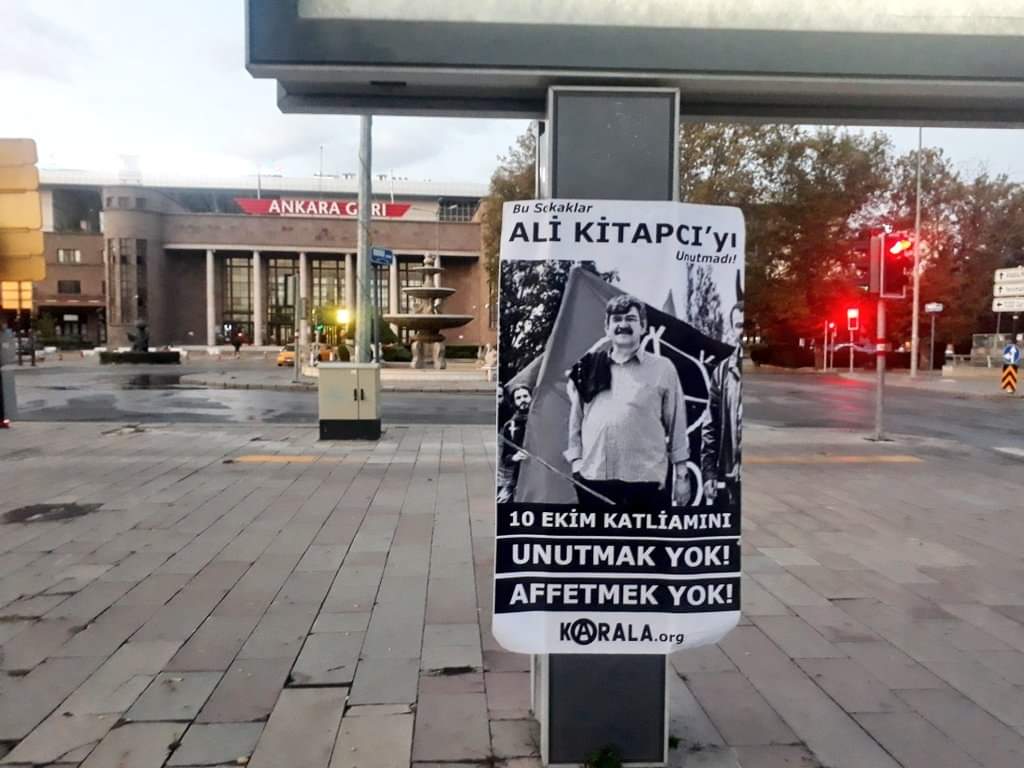 ANKARA GARI
Bu Sokaklar
ALİ KİTAPCI'yı
Unutmadı!
10 EKİM KATLİAMINI
UNUTMAK YOK!
AFFETMEK YOK!
KARALA.org